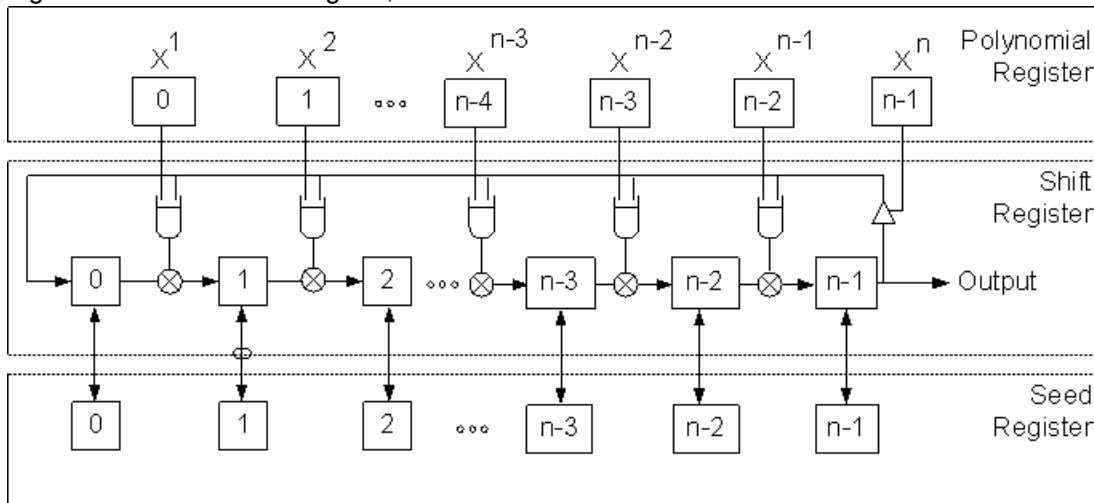 X^1 X^2 X^n-3 X^n-2 X^n-1 X^n Polynomial
Register
0 1 ... n-4 n-3 n-2 n-1
Shift
Register
0 1 2 ... n-3 n-2 n-1 Output
0 1 2 ... n-3 n-2 n-1 Seed
Register